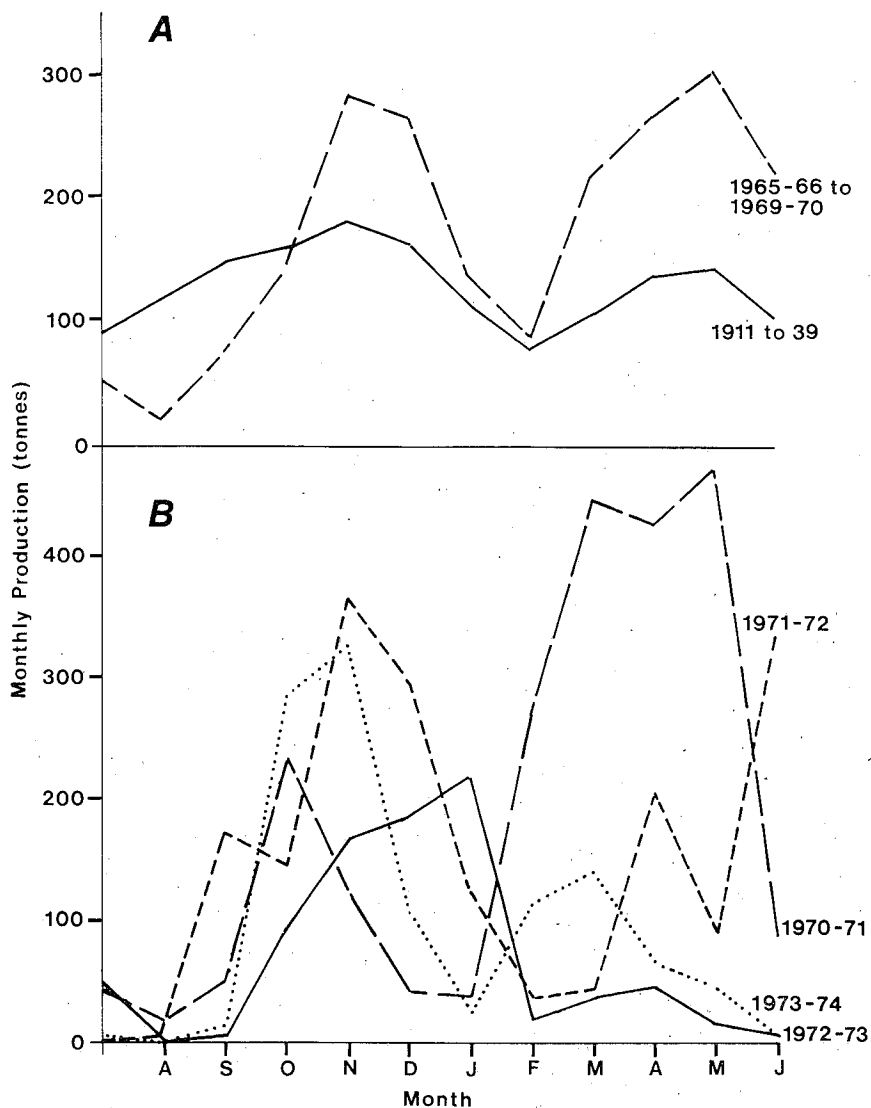 A
300
200
100
0
1965-66 to
1969-70
1911 to 39
Monthly Production (tonnes)
B
400
300
200
100
0
1971-72
1970-71
1973-74
1972-73
A S O N D J F M A M J
Month